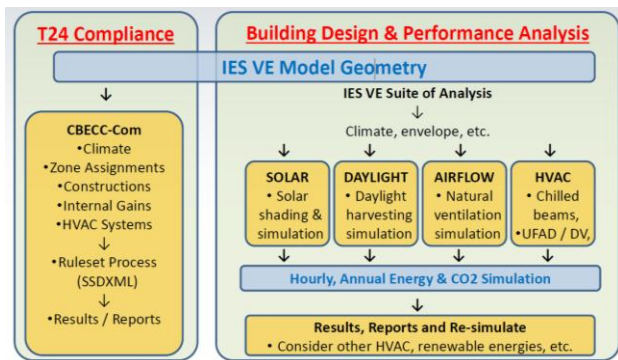 T24 Compliance
Building Design & Performance Analysis
IES VE Model Geometry
↓
CBECC-Com
•Climate
•Zone Assignments
•Constructions
•Internal Gains
•HVAC Systems
↓
•Ruleset Process
(SSDXML)
↓
•Results / Reports
IES VE Suite of Analysis
↓
Climate, envelope, etc.
↓ ↓ ↓ ↓
SOLAR
• Solar
shading &
simulation
DAYLIGHT
• Daylight
harvesting
simulation
AIRFLOW
• Natural
ventilation
simulation
HVAC
• Chilled
beams,
•UFAD / DV,
↓ ↓ ↓ ↓
Hourly, Annual Energy & CO2 Simulation
↓
Results, Reports and Re-simulate
• Consider other HVAC, renewable energies, etc.